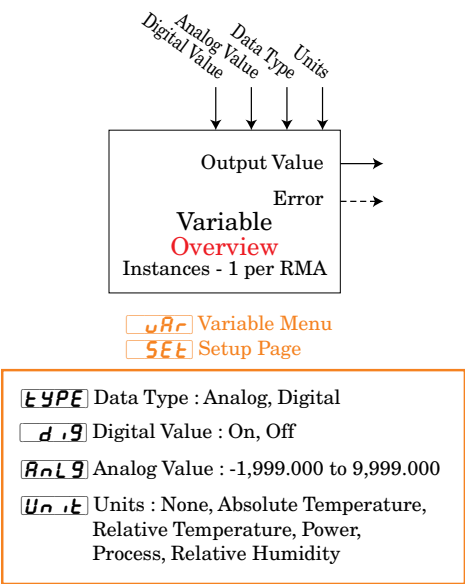 Digital Value
Analog Value
Data Type
Units
Output Value
Error
Variable
Overview
Instances - 1 per RMA
vAr Variable Menu
SEt Setup Page
tYPE Data Type : Analog, Digital
dig Digital Value : On, Off
AnLg Analog Value : -1,999.000 to 9,999.000
Unit Units : None, Absolute Temperature,
Relative Temperature, Power,
Process, Relative Humidity